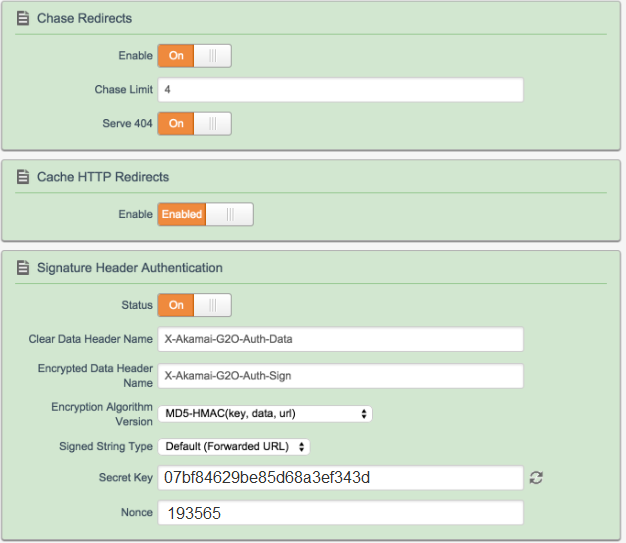 Chase Redirects
Enable On
Chase Limit 4
Serve 404 On
Cache HTTP Redirects
Enable Enabled
Signature Header Authentication
Status On
Clear Data Header Name X-Akamai-G2O-Auth-Data
Encrypted Data Header
Name X-Akamai-G2O-Auth-Sign
Encryption Algorithm
Version MD5-HMAC(key, data, url)
Signed String Type Default (Forwarded URL)
Secret Key 07bf84629be85d68a3ef343d
Nonce 193565